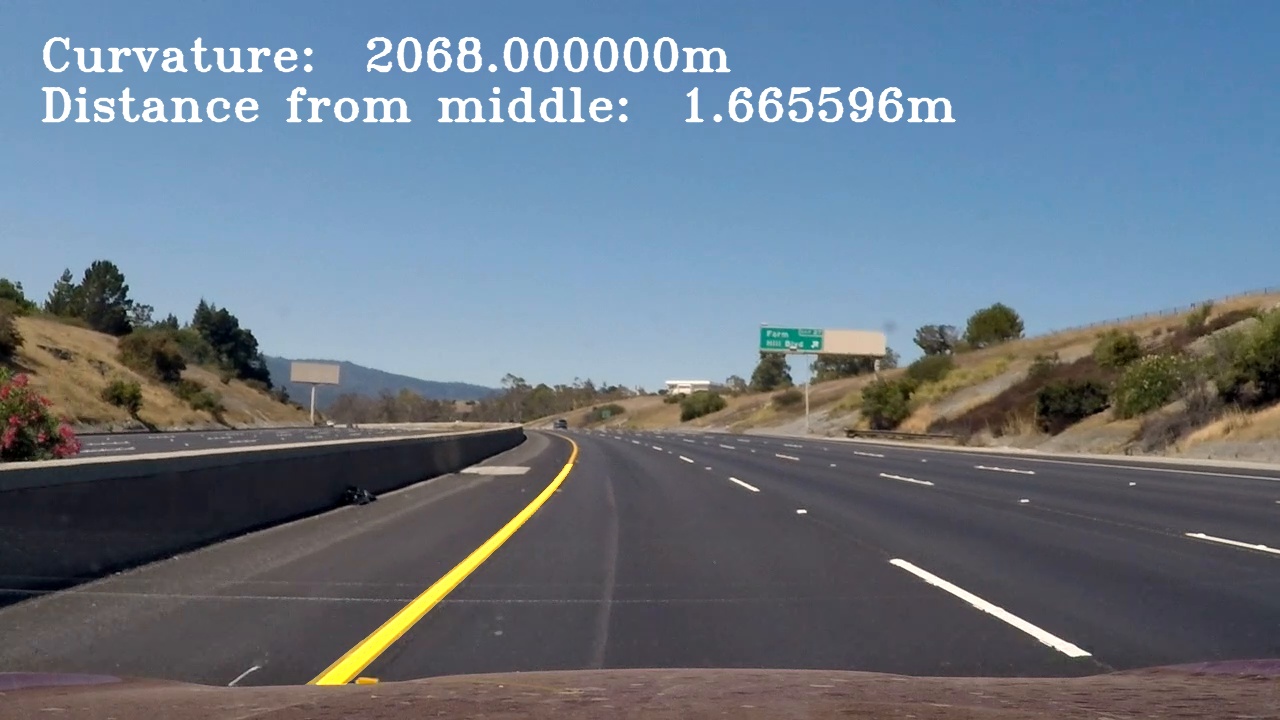 Curvature: 2068.000000m
Distance from middle: 1.665596m
Farm
Hill Blvd